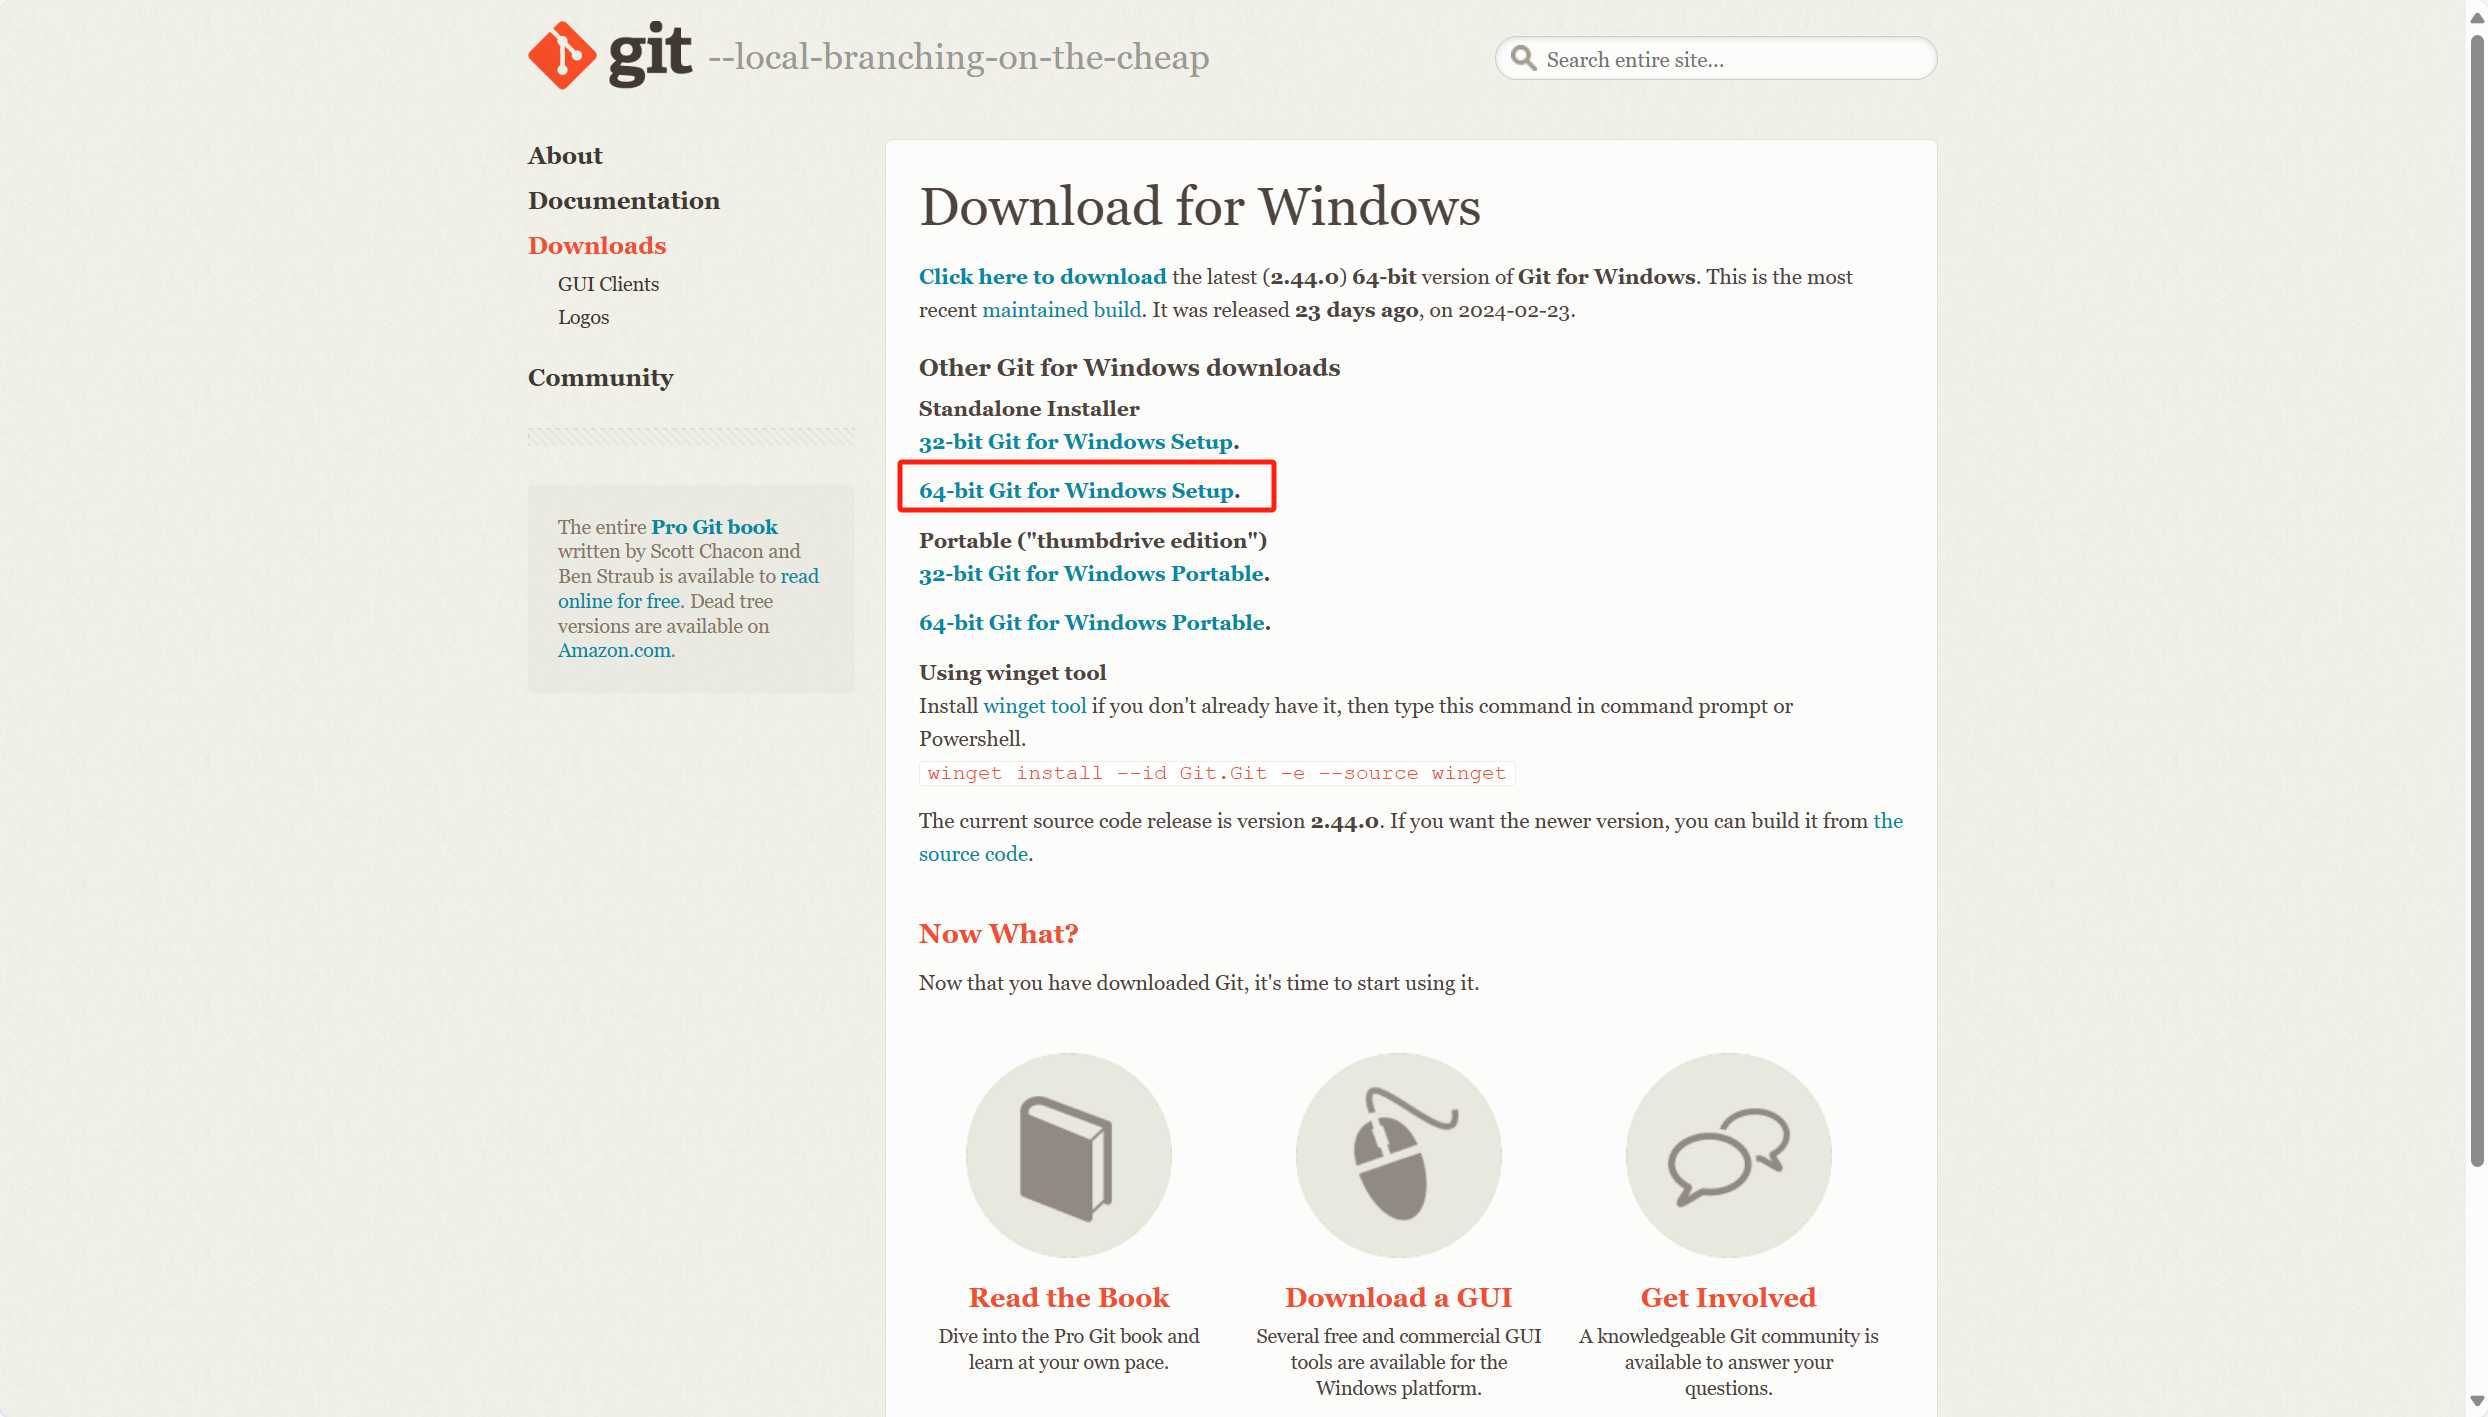 git --local-branching-on-the-cheap
Search entire site...
About
Documentation
Downloads
GUI Clients
Logos
Community
The entire Pro Git book
written by Scott Chacon and
Ben Straub is available to read
online for free. Dead tree
versions are available on
Amazon.com.
Download for Windows
Click here to download the latest (2.44.0) 64-bit version of Git for Windows. This is the most
recent maintained build. It was released 23 days ago, on 2024-02-23.
Other Git for Windows downloads
Standalone Installer
32-bit Git for Windows Setup.
64-bit Git for Windows Setup.
Portable ("thumbdrive edition")
32-bit Git for Windows Portable.
64-bit Git for Windows Portable.
Using winget tool
Install winget tool if you don't already have it, then type this command in command prompt or
Powershell.
winget install --id Git.Git -e --source winget
The current source code release is version 2.44.0. If you want the newer version, you can build it from the
source code.
Now What?
Now that you have downloaded Git, it's time to start using it.
Read the Book
Dive into the Pro Git book and
learn at your own pace.
Download a GUI
Several free and commercial GUI
tools are available for the
Windows platform.
Get Involved
A knowledgeable Git community is
available to answer your
questions.